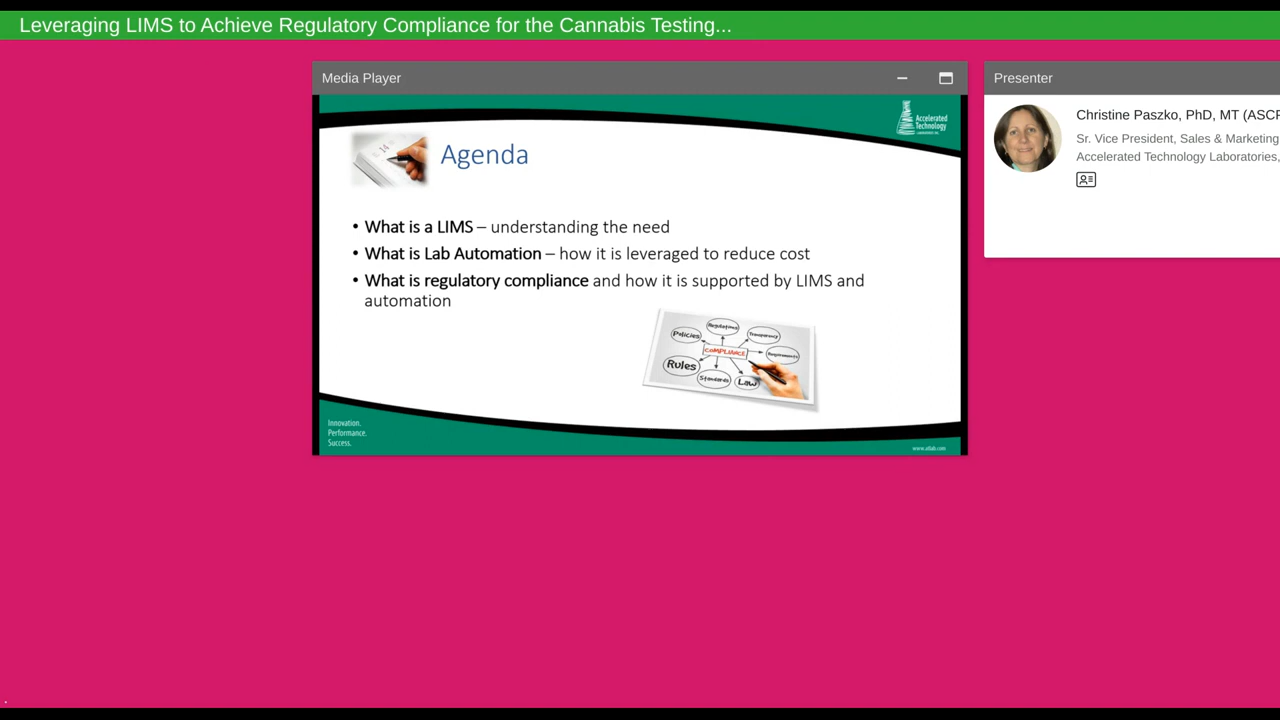 Leveraging LIMS to Achieve Regulatory Compliance for the Cannabis Testing...
Media Player
Presenter
Christine Paszko, PhD, MT (ASCP
Sr. Vice President, Sales & Marketing
Accelerated Technology Laboratories,
Accelerated
Technology
LABORATORIES, INC.
14
Agenda
• What is a LIMS – understanding the need
• What is Lab Automation – how it is leveraged to reduce cost
• What is regulatory compliance and how it is supported by LIMS and
automation
Regulations
Policies
Transparency
COMPLIANCE
Requirements
Rules
Standards
Law
Innovation.
Performance.
Success.
www.atlab.com